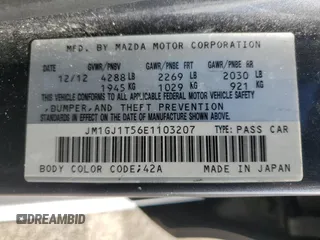 MFD. BY MAZDA MOTOR CORPORATION
GVWR/PNBV GAWR/PNBE FRT/AV GAWR/PNBE RR/AR
12/12 4288 LB 2269 LB 2030 LB
1945 KG 1029 KG 921 KG
THIS VEHICLE CONFORMS TO ALL APPLICABLE FEDERAL MOTOR VEHICLE SAFETY,
BUMPER, AND THEFT PREVENTION
STANDARDS IN EFFECT ON THE DATE OF MANUFACTURE SHOWN ABOVE.
JM1GJ1T56E1103207 TYPE: PASS CAR
BODY COLOR CODE: 42A MADE IN JAPAN
DREAMBID